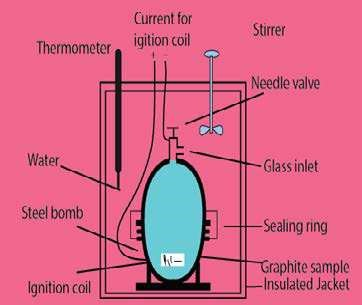 Current for
igition coil
Thermometer
Stirrer
Needle valve
Water
Glass inlet
Steel bomb
Sealing ring
Graphite sample
Ignition coil
Insulated Jacket